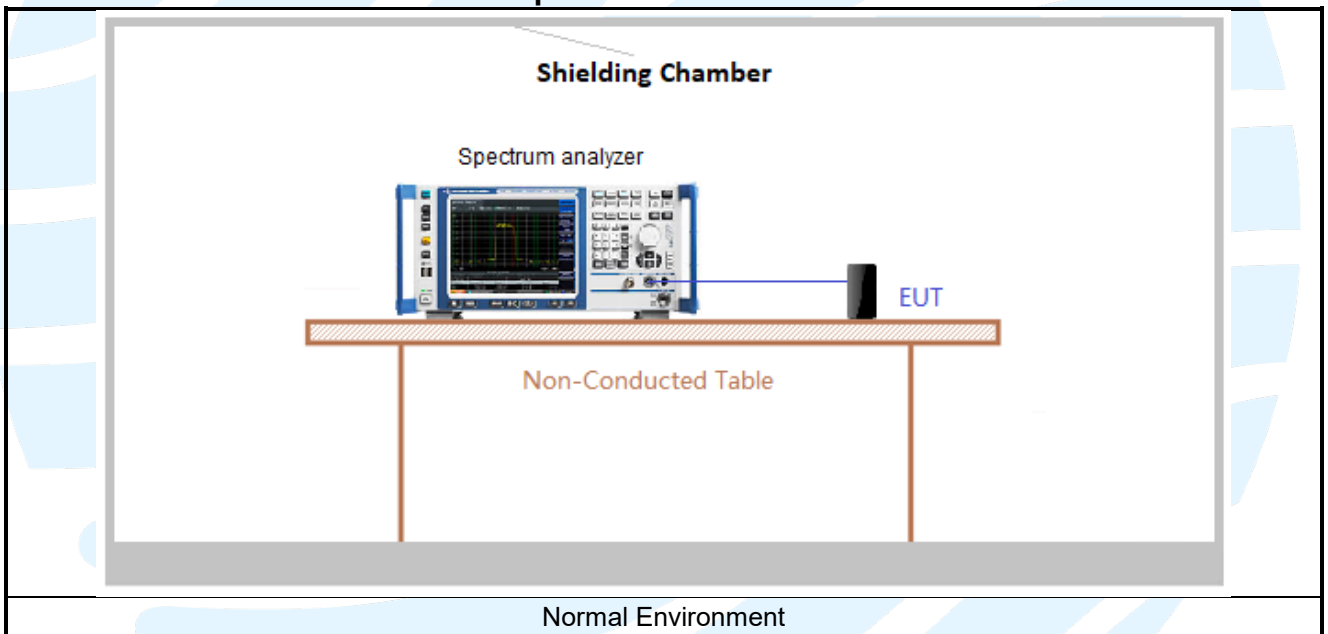 Shielding Chamber
Spectrum analyzer
EUT
Non-Conducted Table
Normal Environment